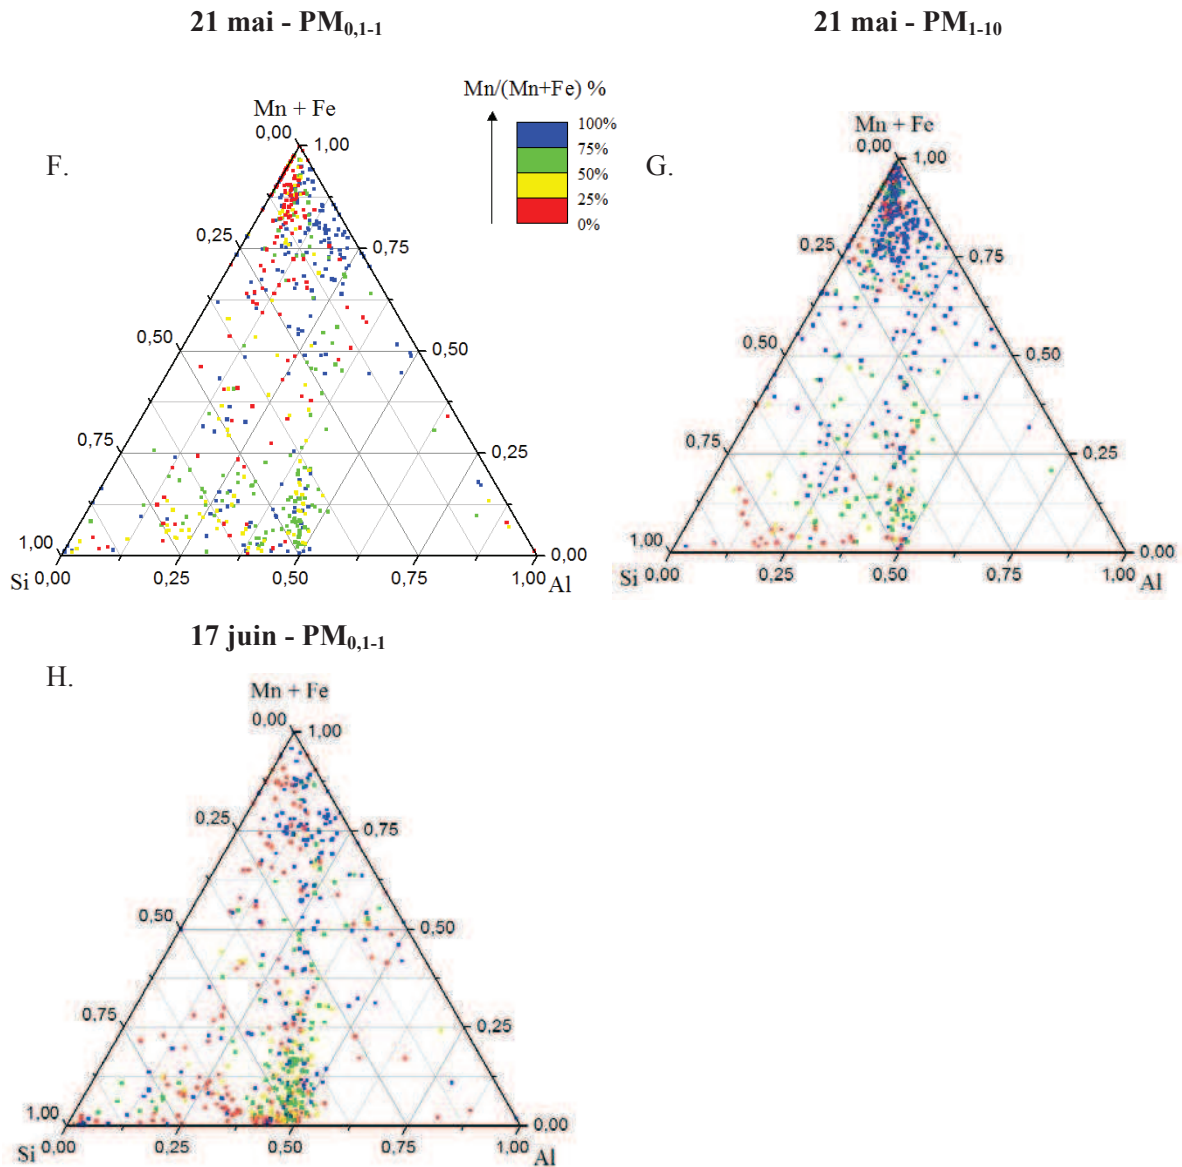 21 mai - PM0,1-1
21 mai - PM1-10
Mn/(Mn+Fe) %
100%
75%
50%
25%
0%
F.
Mn + Fe
0,00 1,00
0,25 0,75
0,50 0,50
0,75 0,25
1,00 0,00
Si 0,00 0,25 0,50 0,75 1,00 Al
G.
Mn + Fe
0,00 1,00
0,25 0,75
0,50 0,50
0,75 0,25
1,00 0,00
Si 0,00 0,25 0,50 0,75 1,00 Al
17 juin - PM0,1-1
H.
Mn + Fe
0,00 1,00
0,25 0,75
0,50 0,50
0,75 0,25
1,00 0,00
Si 0,00 0,25 0,50 0,75 1,00 Al